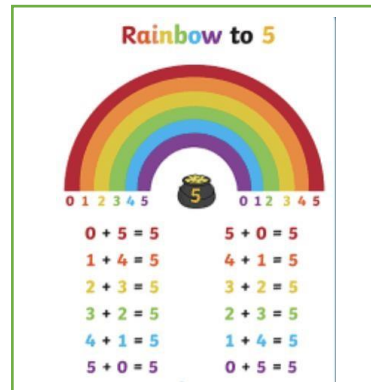 Rainbow to 5
0 1 2 3 4 5 5 0 1 2 3 4 5
0 + 5 = 5 5 + 0 = 5
1 + 4 = 5 4 + 1 = 5
2 + 3 = 5 3 + 2 = 5
3 + 2 = 5 2 + 3 = 5
4 + 1 = 5 1 + 4 = 5
5 + 0 = 5 0 + 5 = 5